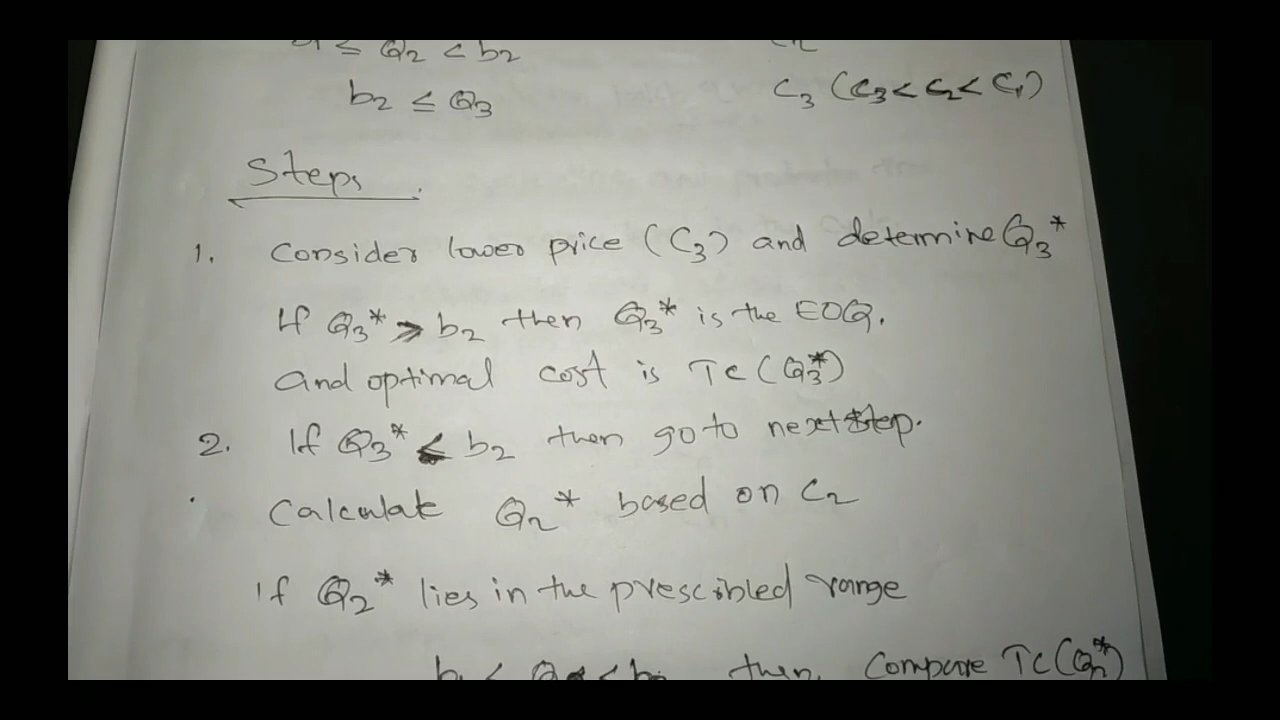 ≤ Q2 < b2
b2 ≤ Q3 C3 (C3 < C2 < C1)
Steps
1. Consider lower price (C3) and determine Q3*
If Q3* > b2 then Q3* is the EOQ.
And optimal cost is TC (Q3*)
2. If Q3* < b2 then go to next step.
Calculate Q2* based on C2
If Q2* lies in the prescribled range
then, Compare TC(Q2*)